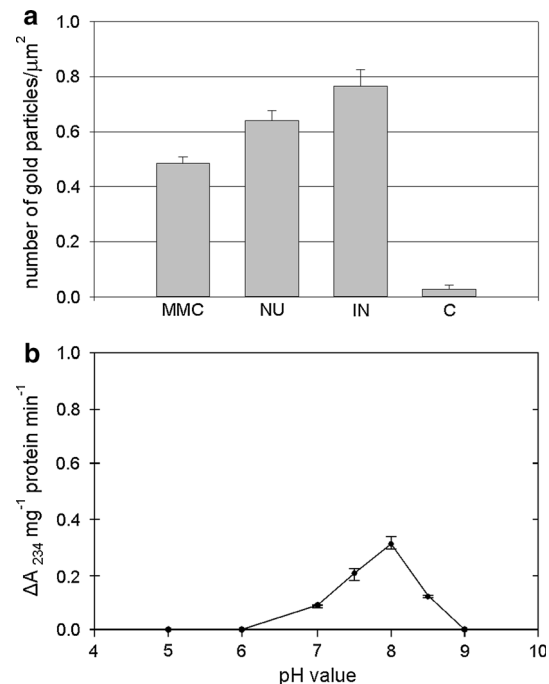 a
number of gold particles/μm²
1.0
0.8
0.6
0.4
0.2
0.0
MMC NU IN C
b
ΔA 234 mg⁻¹ protein min⁻¹
1.0
0.8
0.6
0.4
0.2
0.0
4 5 6 7 8 9 10
pH value